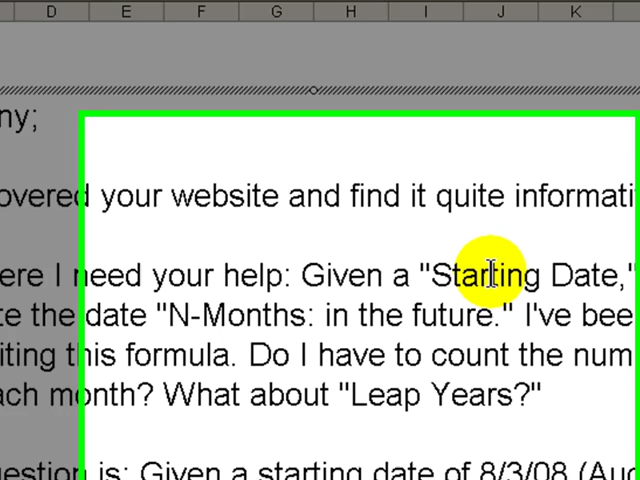 D E F G H I J K
ny;
overed your website and find it quite informati
ere I need your help: Given a "Starting Date,"
te the date "N-Months: in the future." I've bee
iting this formula. Do I have to count the num
ach month? What about "Leap Years?"
estion is: Given a starting date of 8/3/08 (Aug